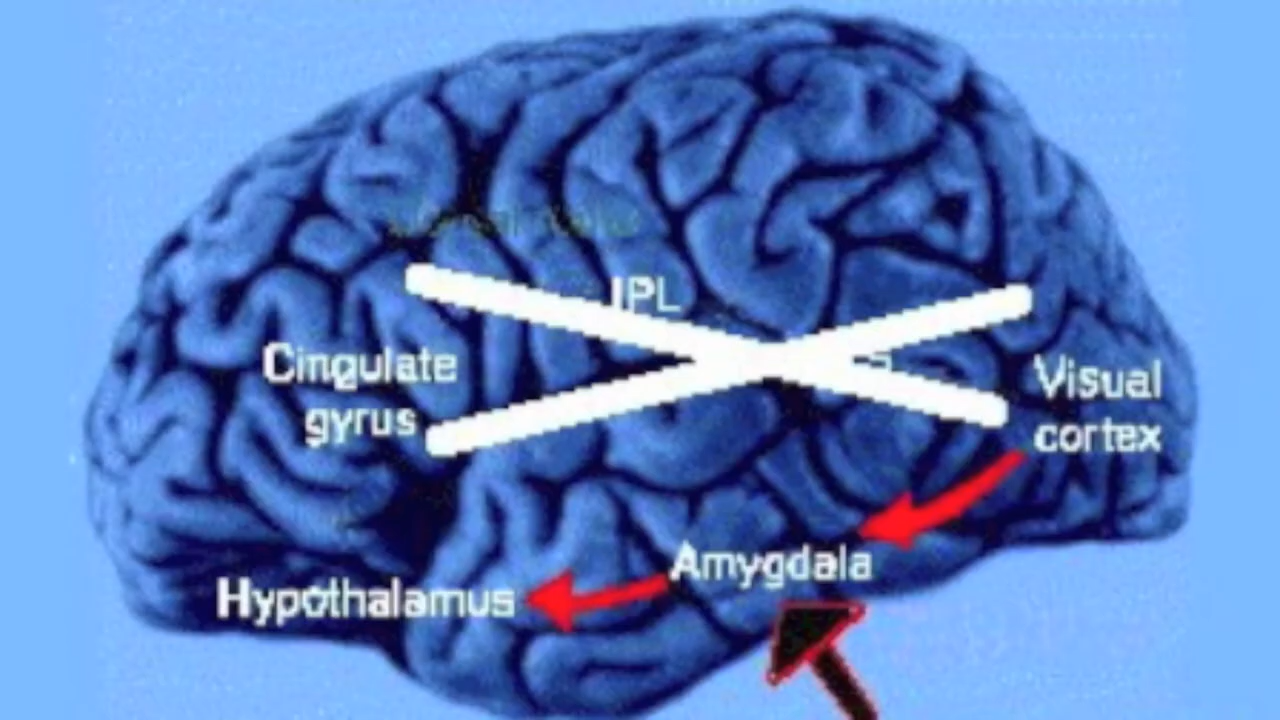 IPL
Cingulate
gyrus
Visual
cortex
Amygdala
Hypothalamus